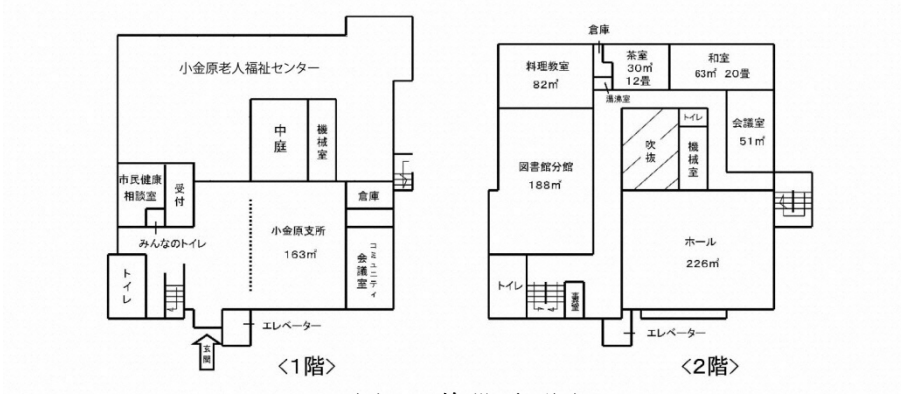 小金原老人福祉センター
中庭
機械室
市民健康
相談室
受付
倉庫
みんなのトイレ
小金原支所
163㎡
コミュニティ
会議室
トイレ
エレベーター
玄関
<1階>
倉庫
料理教室
82㎡
茶室
30㎡
12畳
和室
63㎡ 20畳
湯沸室
トイレ
会議室
51㎡
吹抜
機械室
図書館分館
188㎡
ホール
226㎡
トイレ
エレベーター
<2階>